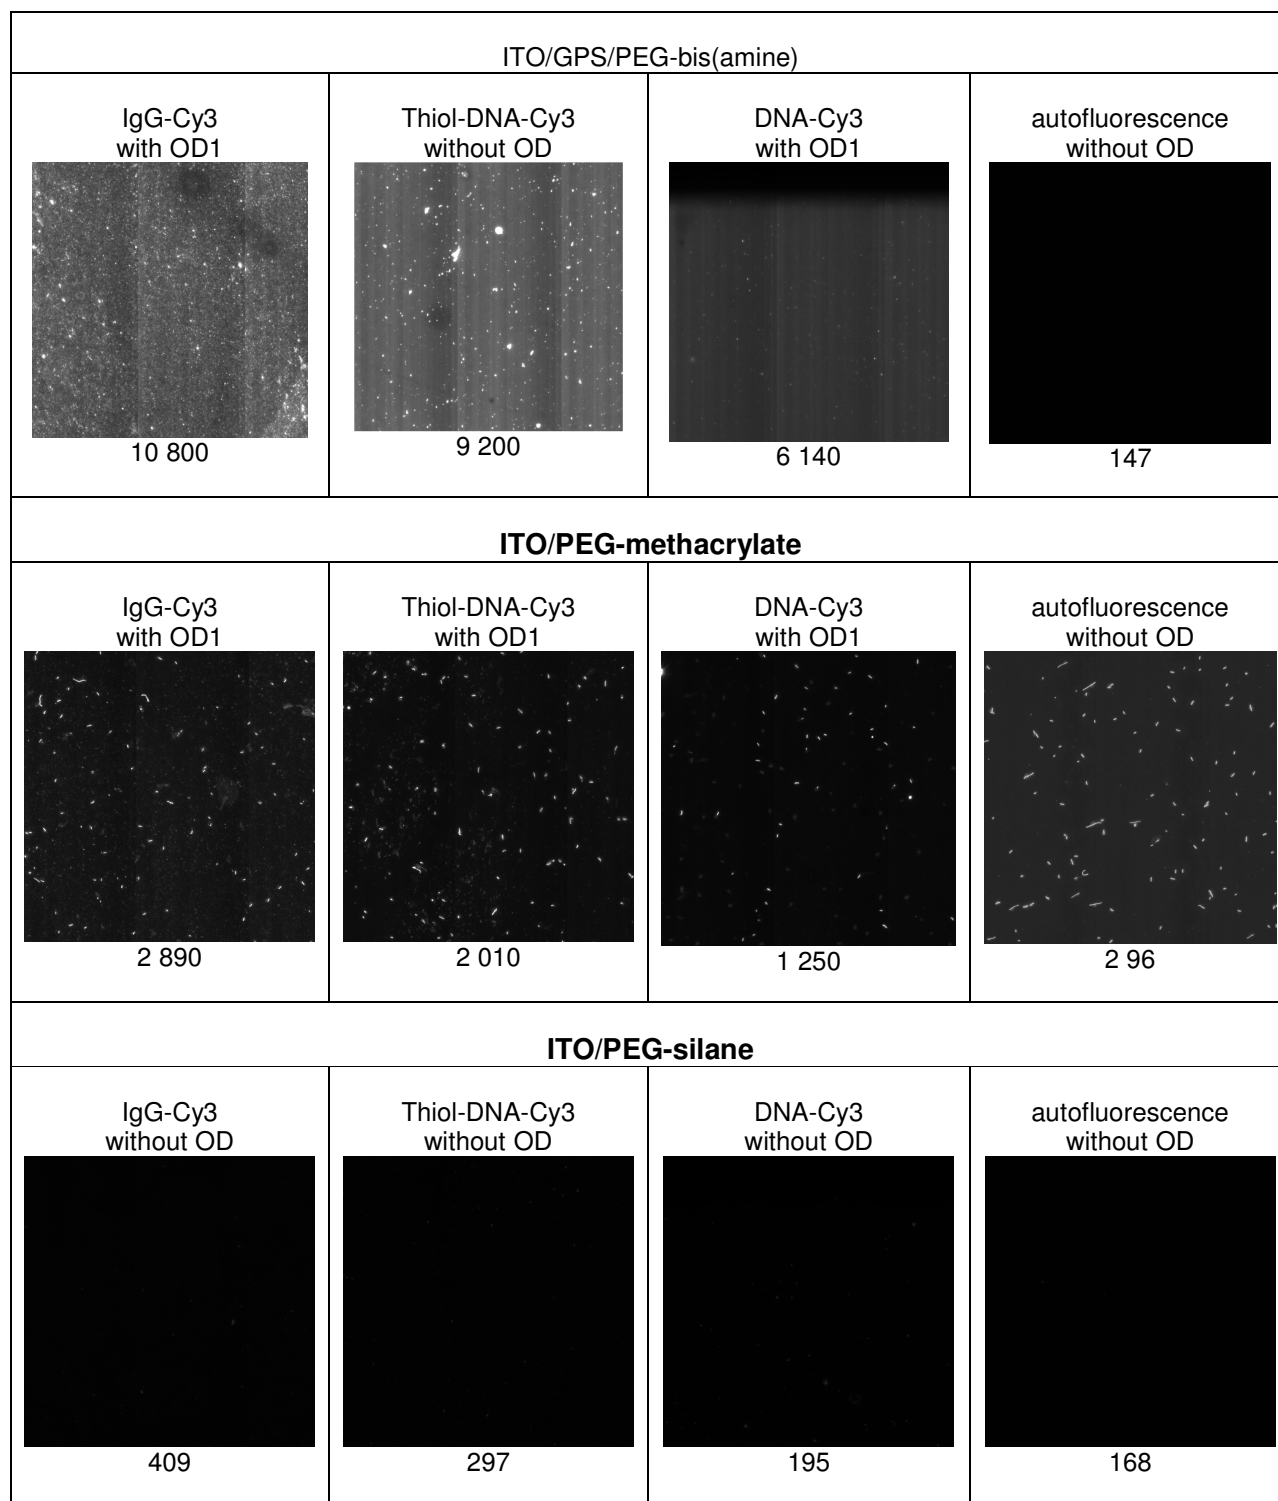 ITO/GPS/PEG-bis(amine)
IgG-Cy3
with OD1
Thiol-DNA-Cy3
without OD
DNA-Cy3
with OD1
autofluorescence
without OD
10 800
9 200
6 140
147
ITO/PEG-methacrylate
IgG-Cy3
with OD1
Thiol-DNA-Cy3
with OD1
DNA-Cy3
with OD1
autofluorescence
without OD
2 890
2 010
1 250
2 96
ITO/PEG-silane
IgG-Cy3
without OD
Thiol-DNA-Cy3
without OD
DNA-Cy3
without OD
autofluorescence
without OD
409
297
195
168